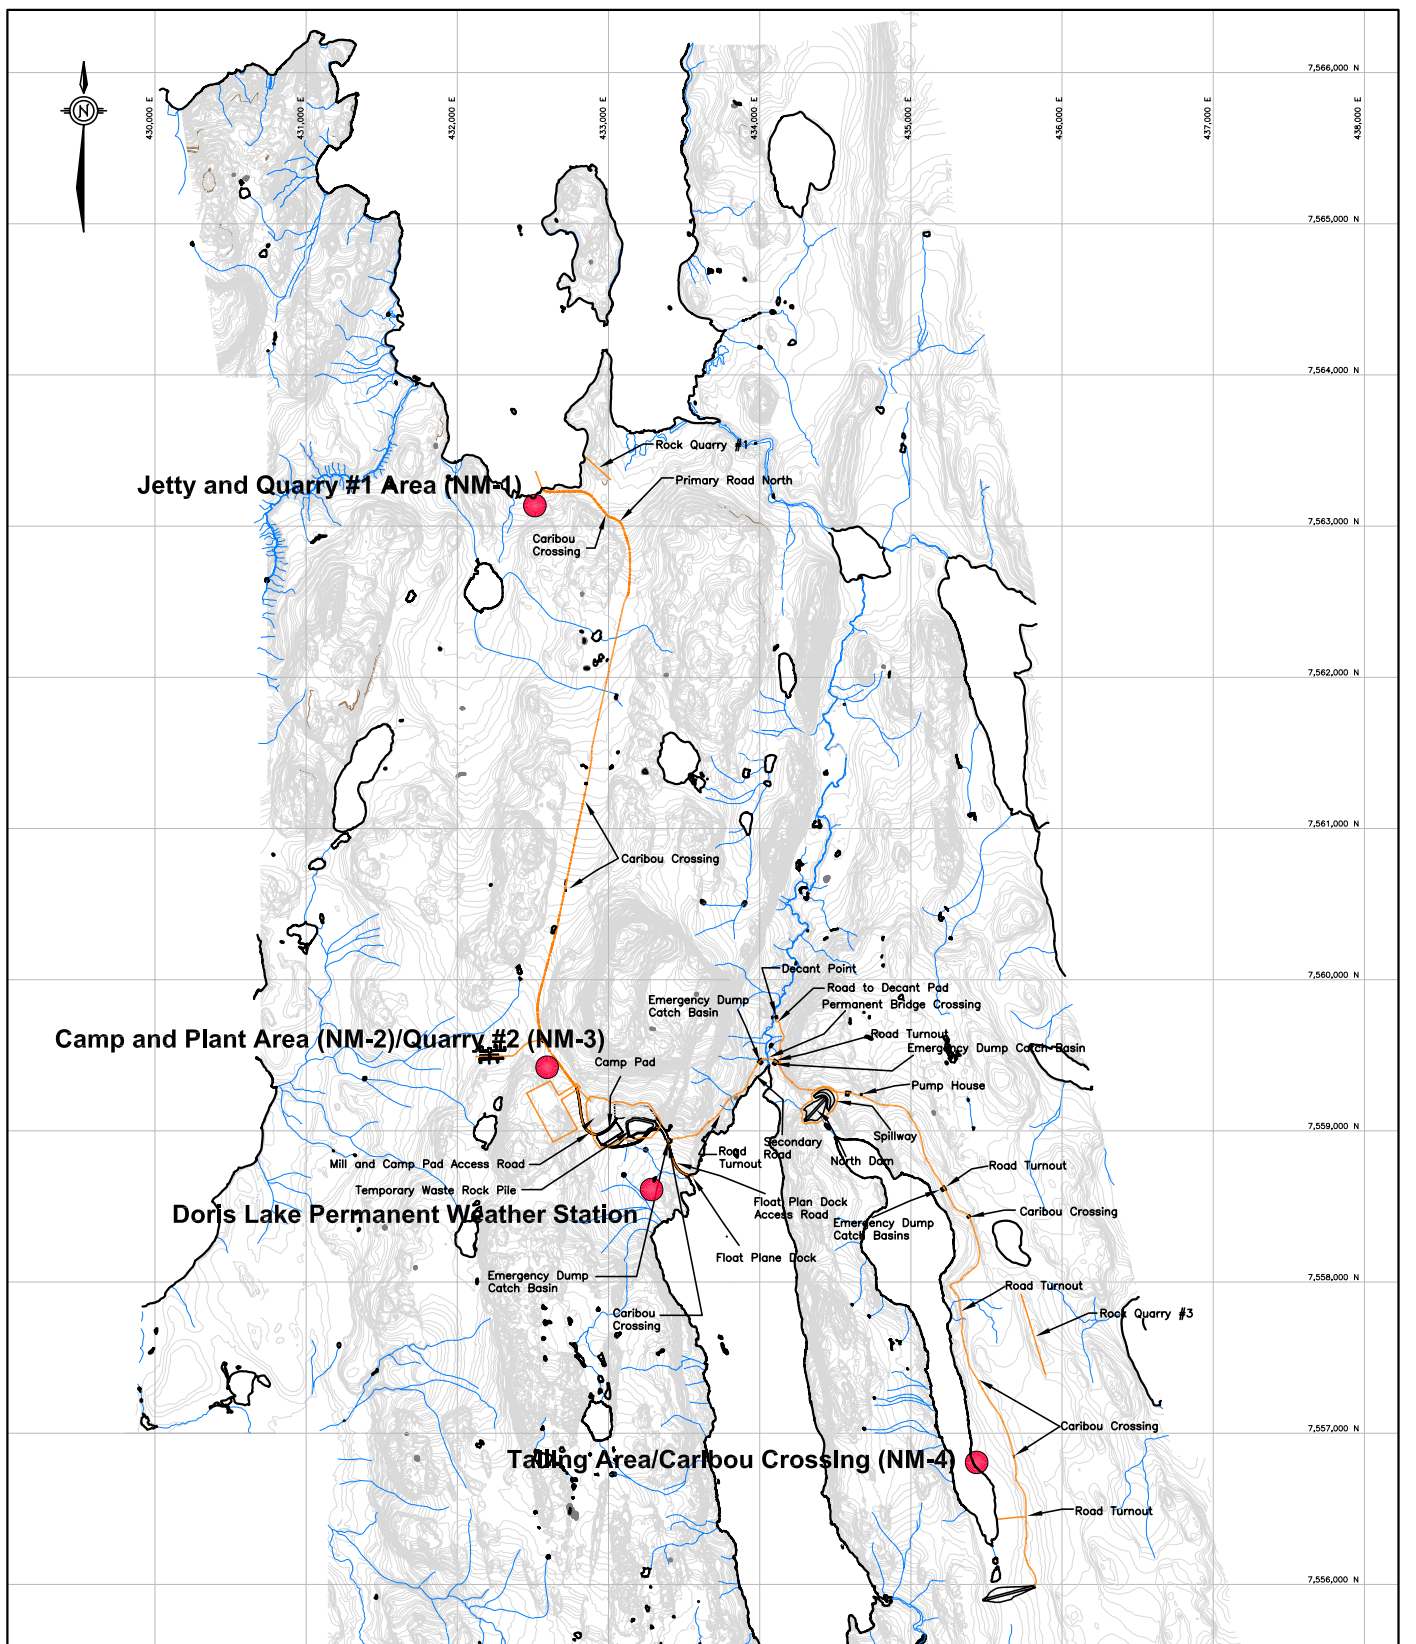 7,566,000 N
430,000 E
431,000 E
432,000 E
433,000 E
434,000 E
435,000 E
436,000 E
437,000 E
438,000 E
N
7,565,000 N
7,564,000 N
Rock Quarry #1
Jetty and Quarry #1 Area (NM-1)
Primary Road North
7,563,000 N
Caribou
Crossing
7,562,000 N
7,561,000 N
Caribou Crossing
7,560,000 N
Decant Point
Road to Decant Pad
Emergency Dump
Catch Basin
Permanent Bridge Crossing
Road Turnout
Camp and Plant Area (NM-2)/Quarry #2 (NM-3)
Emergency Dump Catch Basin
Camp Pad
Pump House
7,559,000 N
Spillway
Secondary
Road
Road
Turnout
North Dam
Mill and Camp Pad Access Road
Road Turnout
Temporary Waste Rock Pile
Float Plan Dock
Access Road
Caribou Crossing
Doris Lake Permanent Weather Station
Emergency Dump
Catch Basins
Float Plane Dock
Emergency Dump
Catch Basin
7,558,000 N
Road Turnout
Caribou
Crossing
Rock Quarry #3
7,557,000 N
Caribou Crossing
Tailing Area/Caribou Crossing (NM-4)
Road Turnout
7,556,000 N